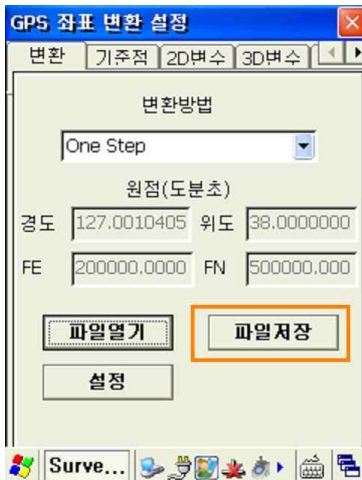 GPS 좌표 변환 설정
변환 기준점 2D변수 3D변수
변환방법
One Step
원점(도분초)
경도 127.0010405 위도 38.0000000
FE 200000.0000 FN 500000.000
파일열기 파일저장
설정
Surve...